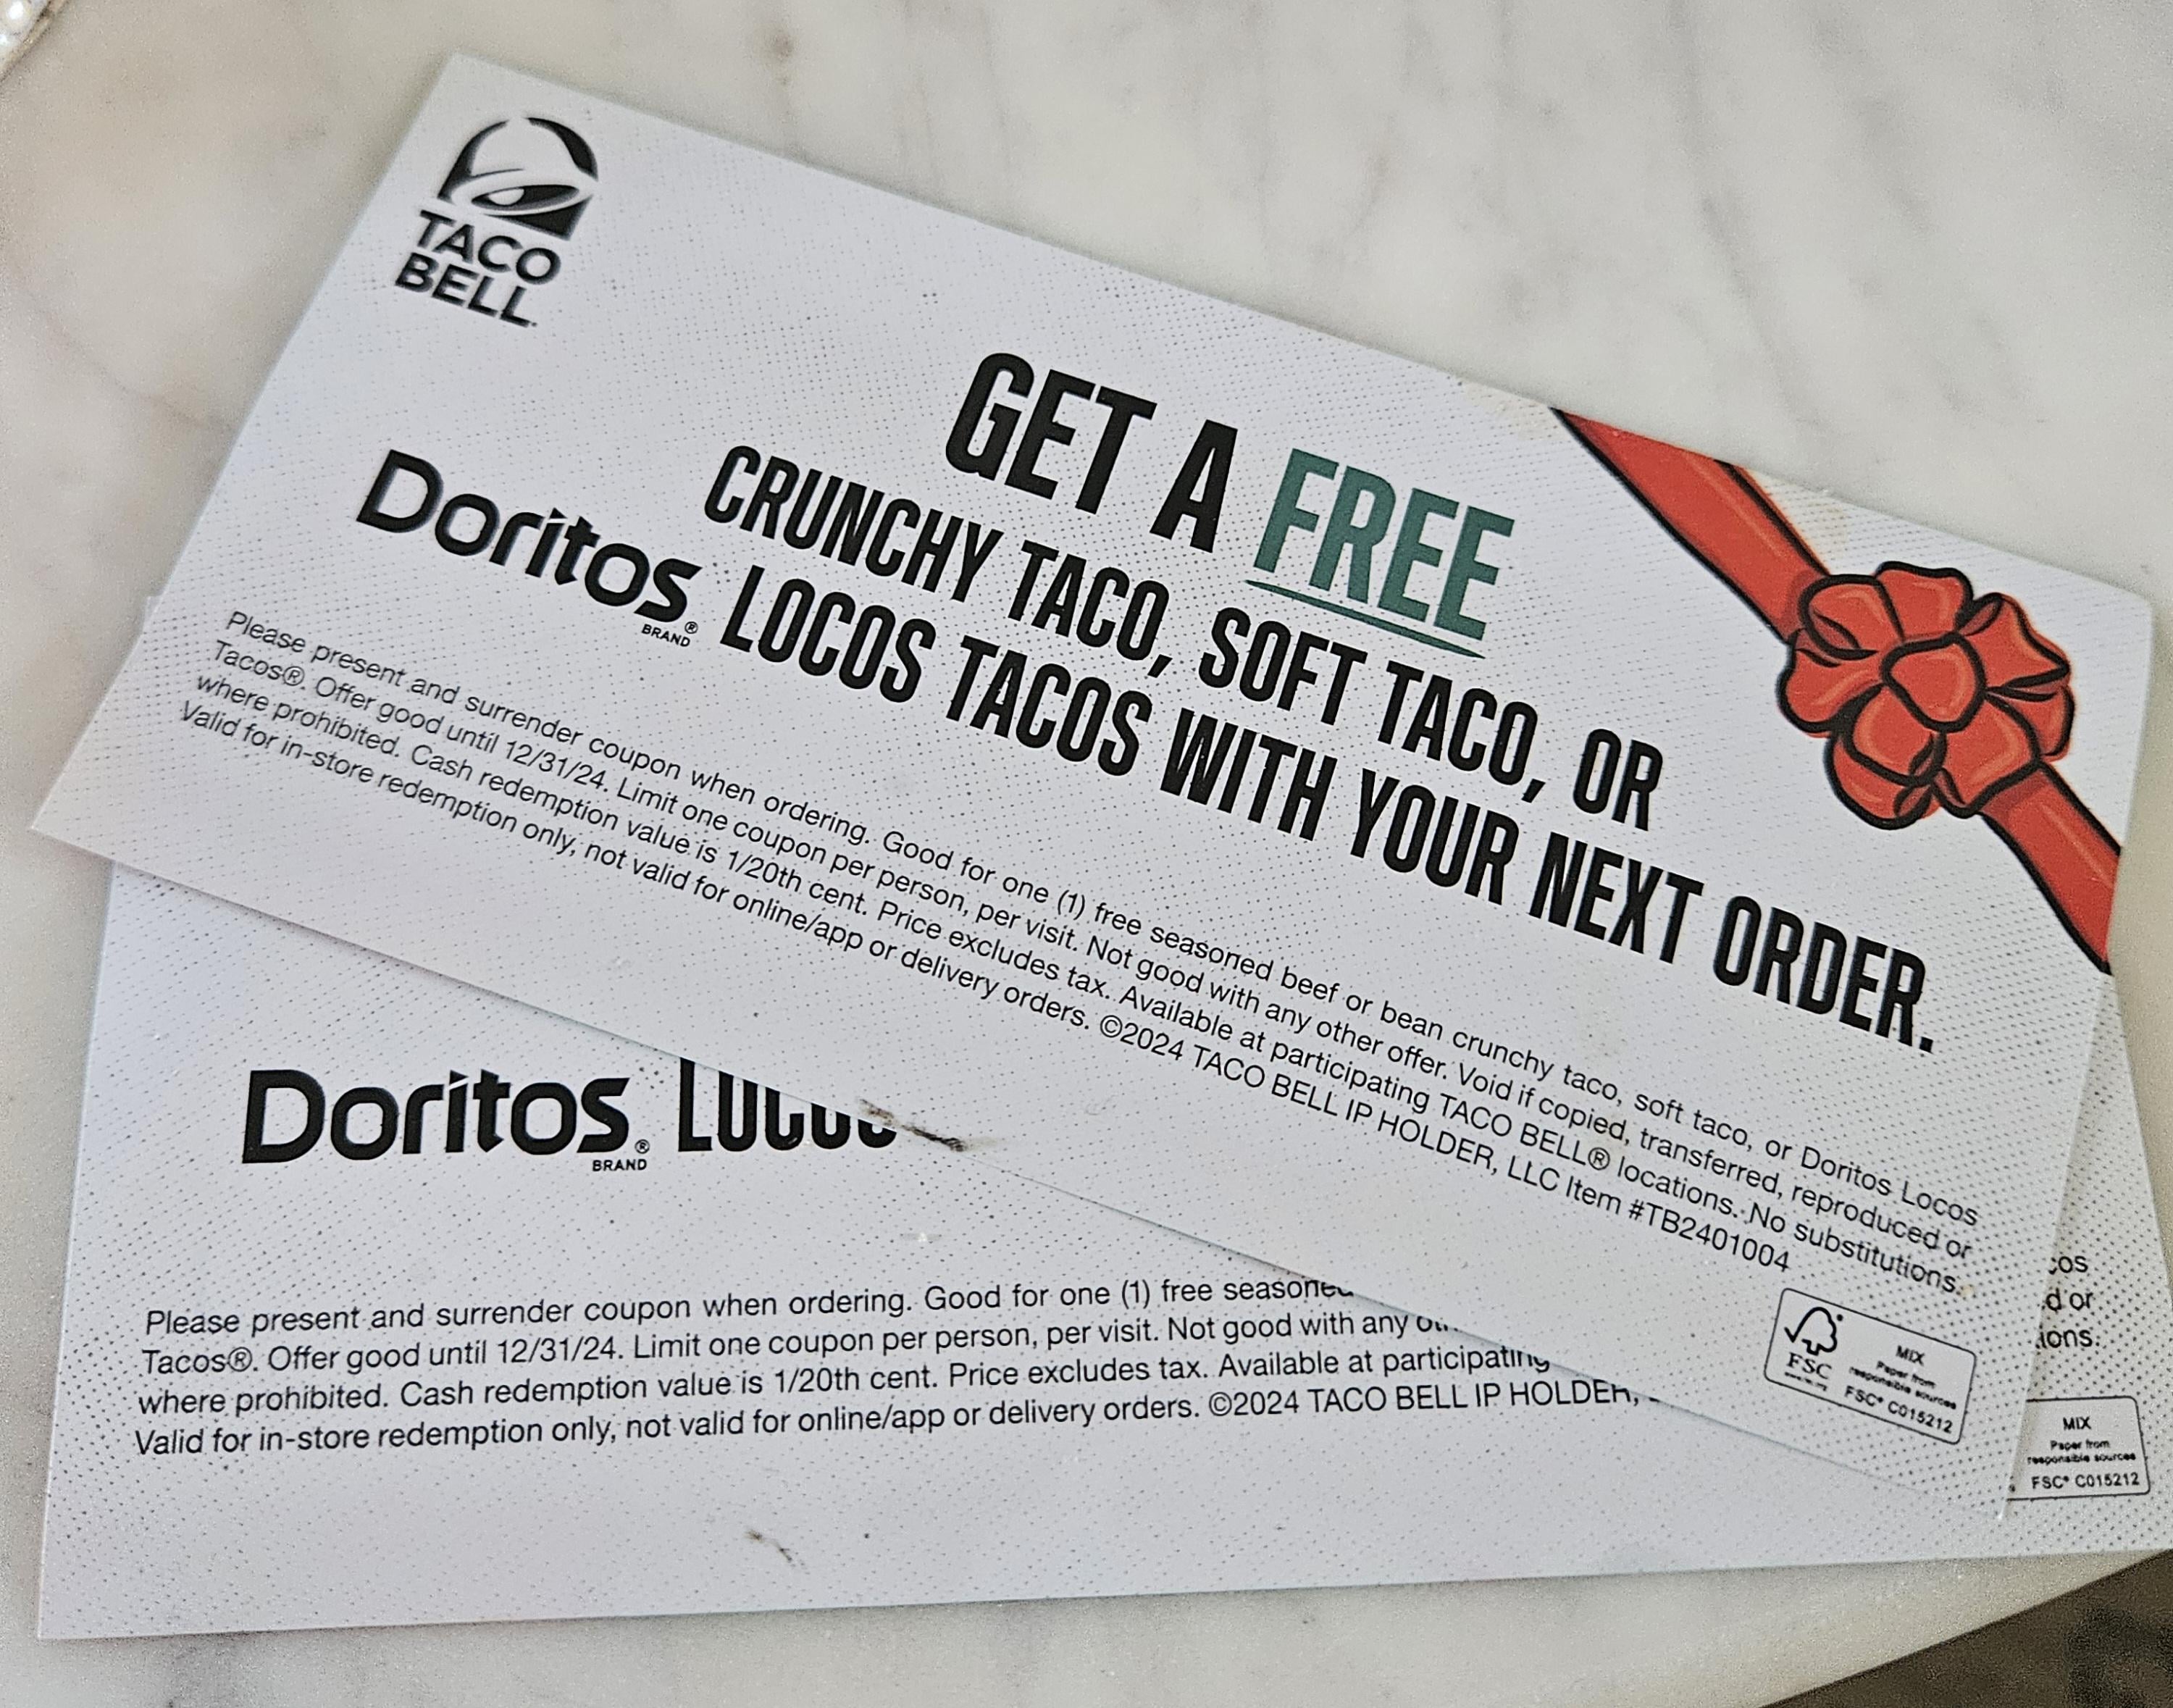 TACO
BELL
GET A FREE
CRUNCHY TACO, SOFT TACO, OR
Doritos® LOCOS TACOS WITH YOUR NEXT ORDER.
BRAND
Please present and surrender coupon when ordering. Good for one (1) free seasoned beef or bean crunchy taco, soft taco, or Doritos Locos
Tacos®. Offer good until 12/31/24. Limit one coupon per person, per visit. Not good with any other offer. Void if copied, transferred, reproduced or
where prohibited. Cash redemption value is 1/20th cent. Price excludes tax. Available at participating TACO BELL® locations. No substitutions.
Valid for in-store redemption only, not valid for online/app or delivery orders. ©2024 TACO BELL IP HOLDER, LLC Item #TB2401004
FSC
MIX
Paper from
responsible sources
FSC® C015212
Doritos® LOCOS
BRAND
Please present and surrender coupon when ordering. Good for one (1) free seasoned
Tacos®. Offer good until 12/31/24. Limit one coupon per person, per visit. Not good with any
where prohibited. Cash redemption value is 1/20th cent. Price excludes tax. Available at participating
Valid for in-store redemption only, not valid for online/app or delivery orders. ©2024 TACO BELL IP HOLDER,
cos
d or
ions.
MIX
Paper from
responsible sources
FSC® C015212